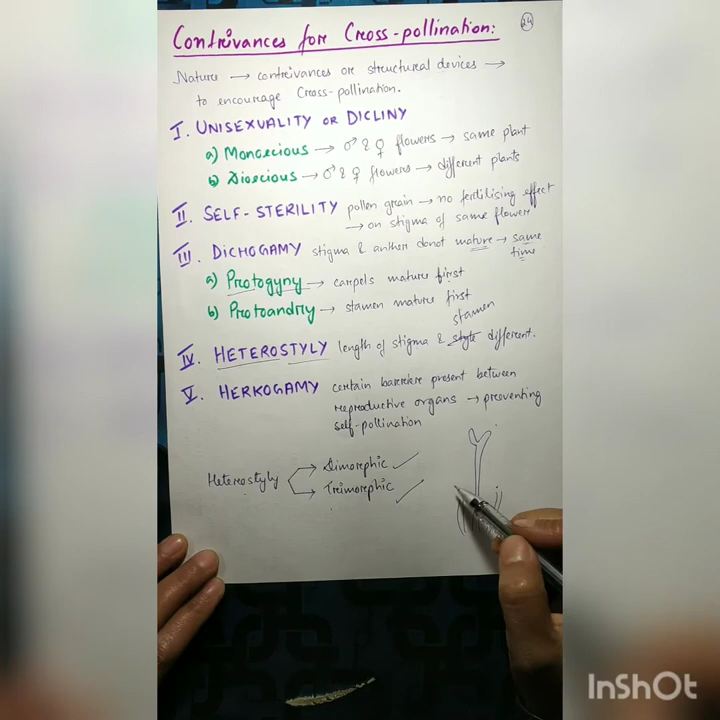 Contrivances for Cross-pollination:
24
Nature → contrivances or structural devices →
to encourage Cross-pollination.
I. UNISEXUALITY OR DICLINY
a) Monoecious → ♂ & ♀ flowers → same plant
b) Dioecious → ♂ & ♀ flowers → different plants
II. SELF-STERILITY pollen grain → no fertilising effect
→ on stigma of same flower
III. DICHOGAMY stigma & anther donot mature → same
time
a) Protogyny → carpels mature first
b) Protoandry → stamen mature first
stamen
IV. HETEROSTYLY length of stigma & style different.
V. HERKOGAMY certain barrier present between
reproductive organs → preventing
self-pollination
Heterostyly
Dimorphic
Trimorphic
InShOt